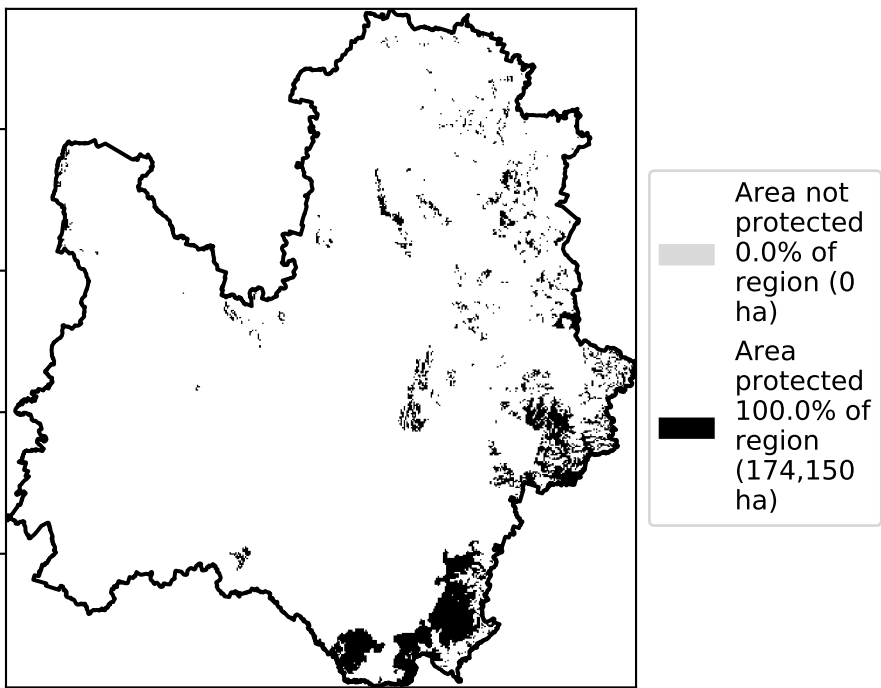 Area not
protected
0.0% of
region (0
ha)
Area
protected
100.0% of
region
(174,150
ha)